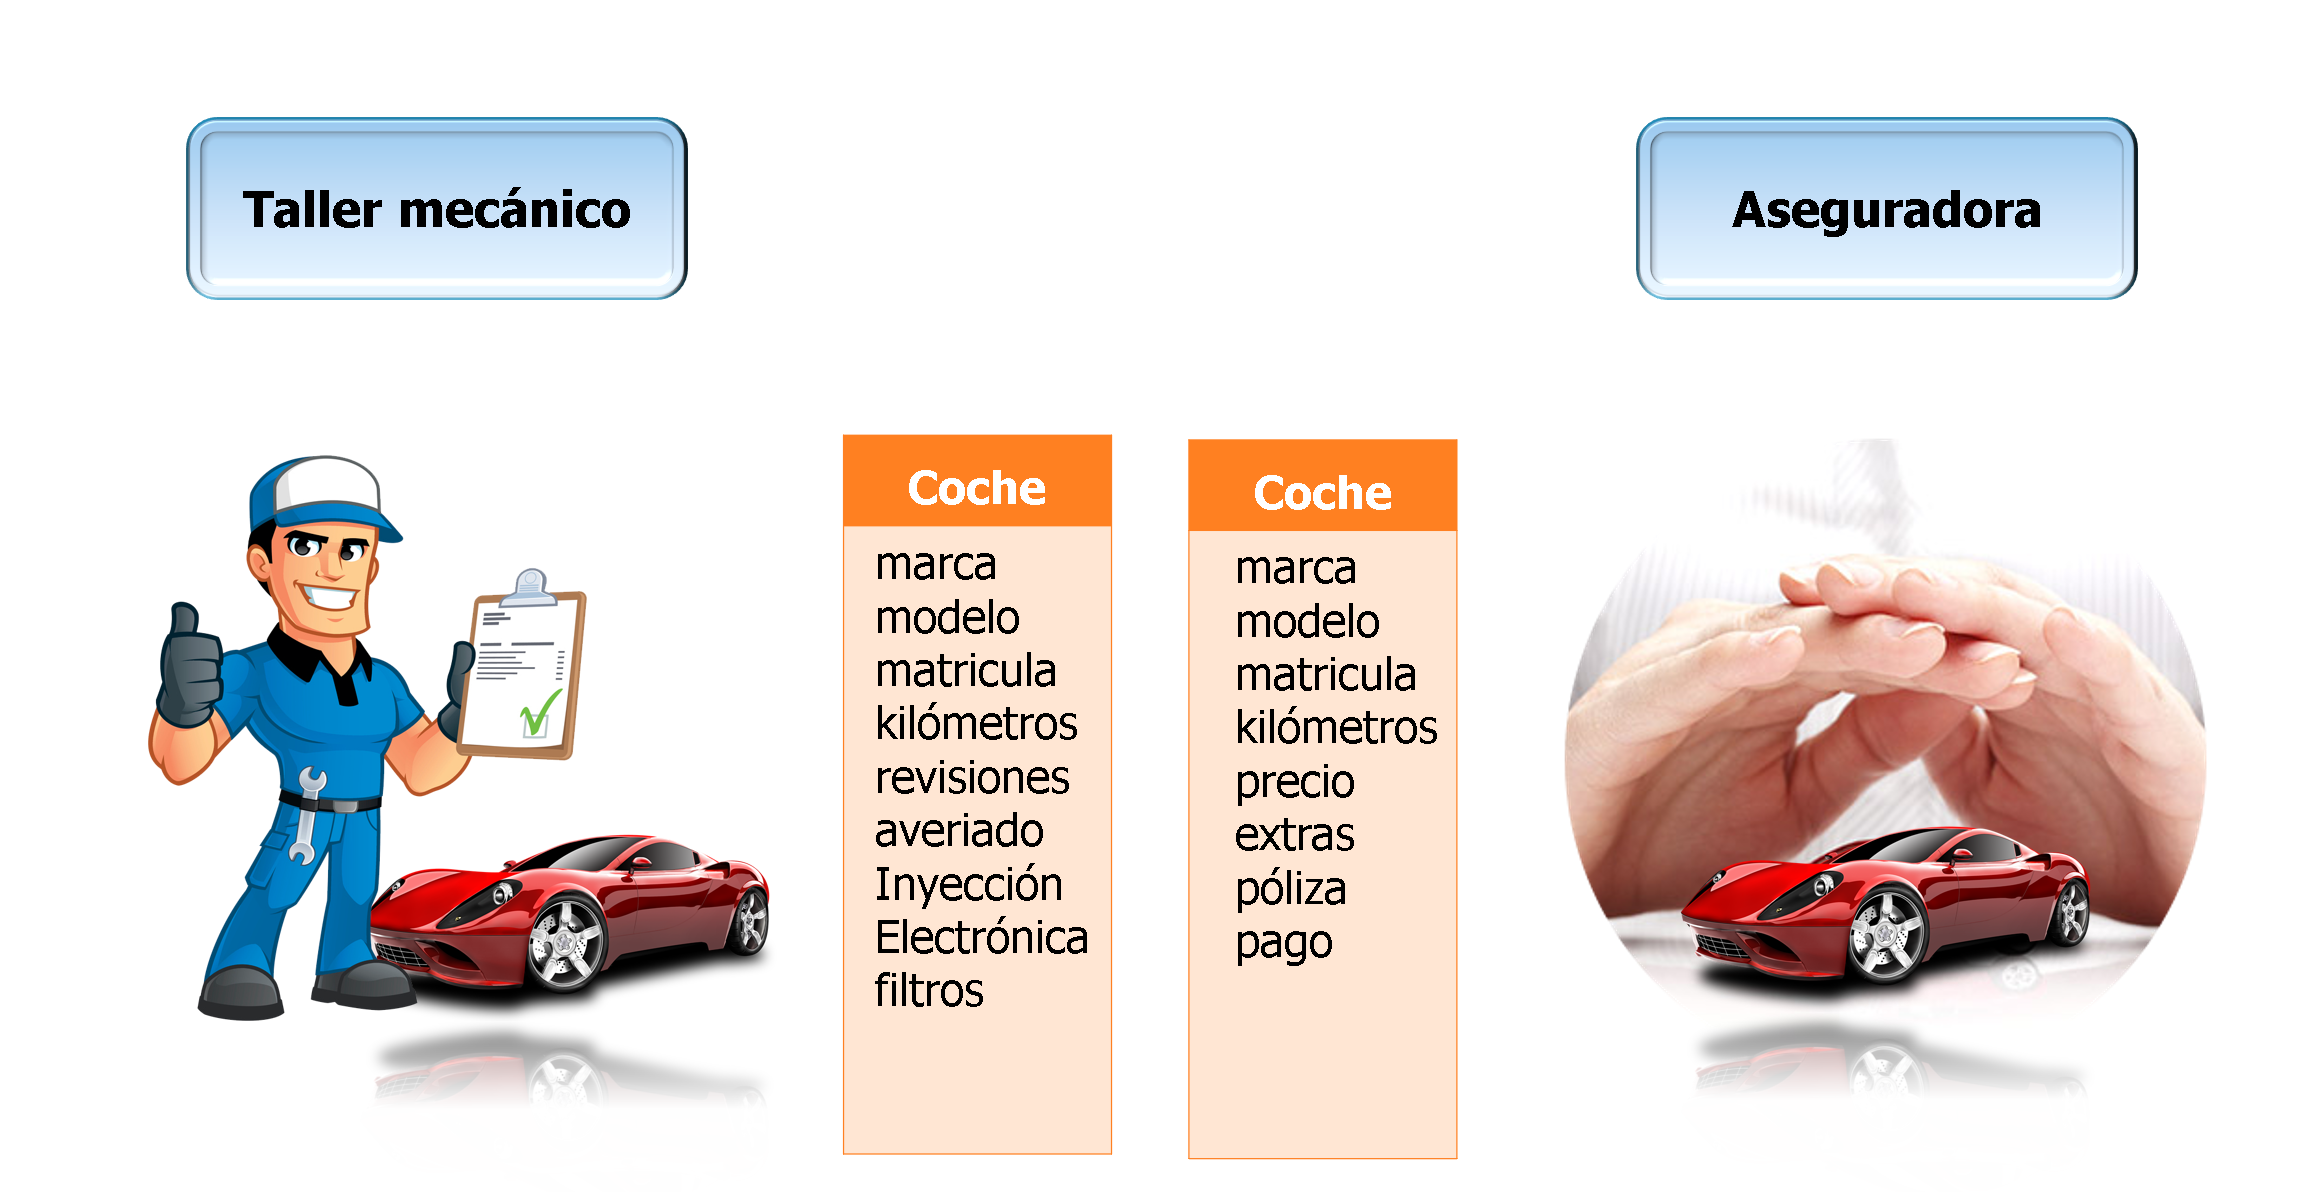 Taller mecánico
Aseguradora
Coche
marca
modelo
matricula
kilómetros
revisiones
averiado
Inyección
Electrónica
filtros
Coche
marca
modelo
matricula
kilómetros
precio
extras
póliza
pago